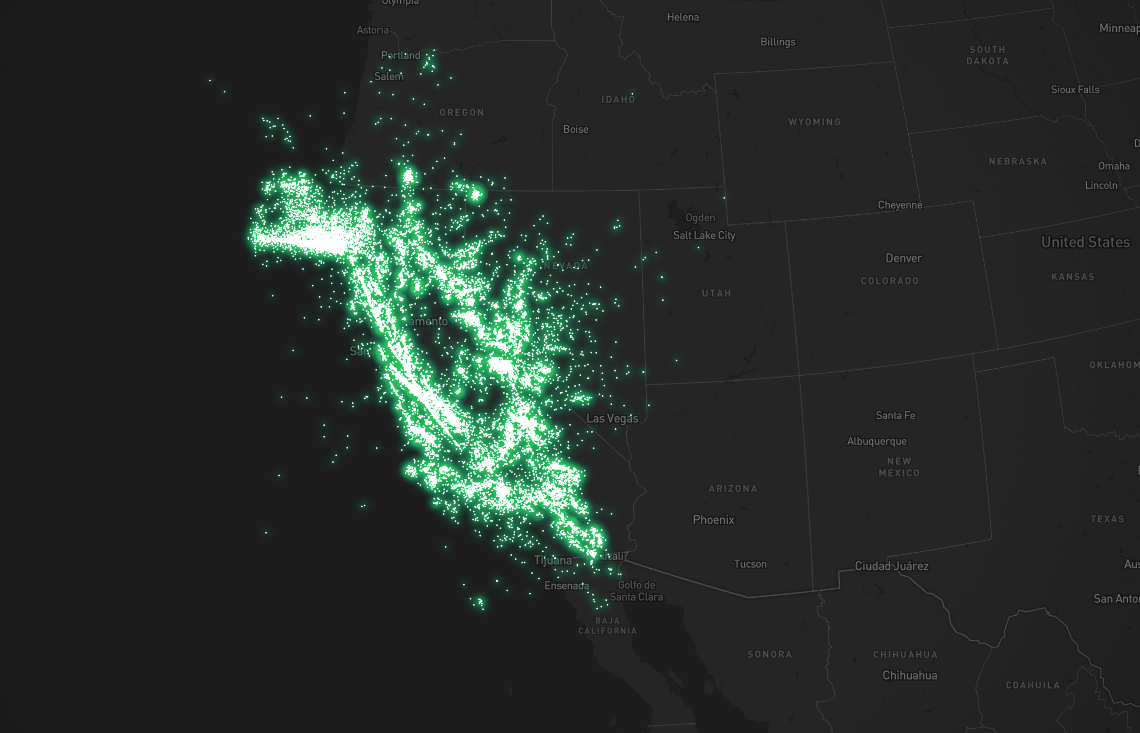 Olympia
Helena
Astoria
Minneap
Billings
Portland
SOUTH
DAKOTA
Salem
Sioux Falls
IDAHO
OREGON
WYOMING
Boise
NEBRASKA
Omaha
Lincoln
Cheyenne
Ogden
Salt Lake City
United States
Denver
NEVADA
KANSAS
COLORADO
UTAH
amento
Sa
OKLAHOM
Santa Fe
Las Vegas
Albuquerque
NEW
MEXICO
ARIZONA
Phoenix
TEXAS
Tijuana
cali
Tucson
Ciudad Juárez
Aus
Ensenada
Golfo de
Santa Clara
San Anton
BAJA
CALIFORNIA
SONORA
CHIHUAHUA
Chihuahua
COAHUILA